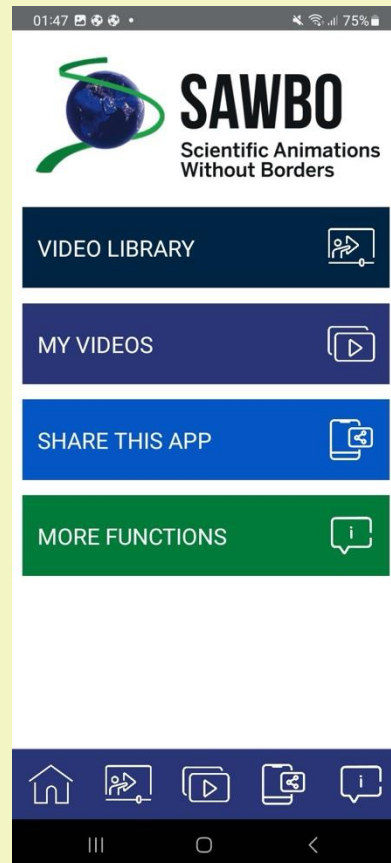 01:47 75%
SAWBO
Scientific Animations
Without Borders
VIDEO LIBRARY
MY VIDEOS
SHARE THIS APP
MORE FUNCTIONS